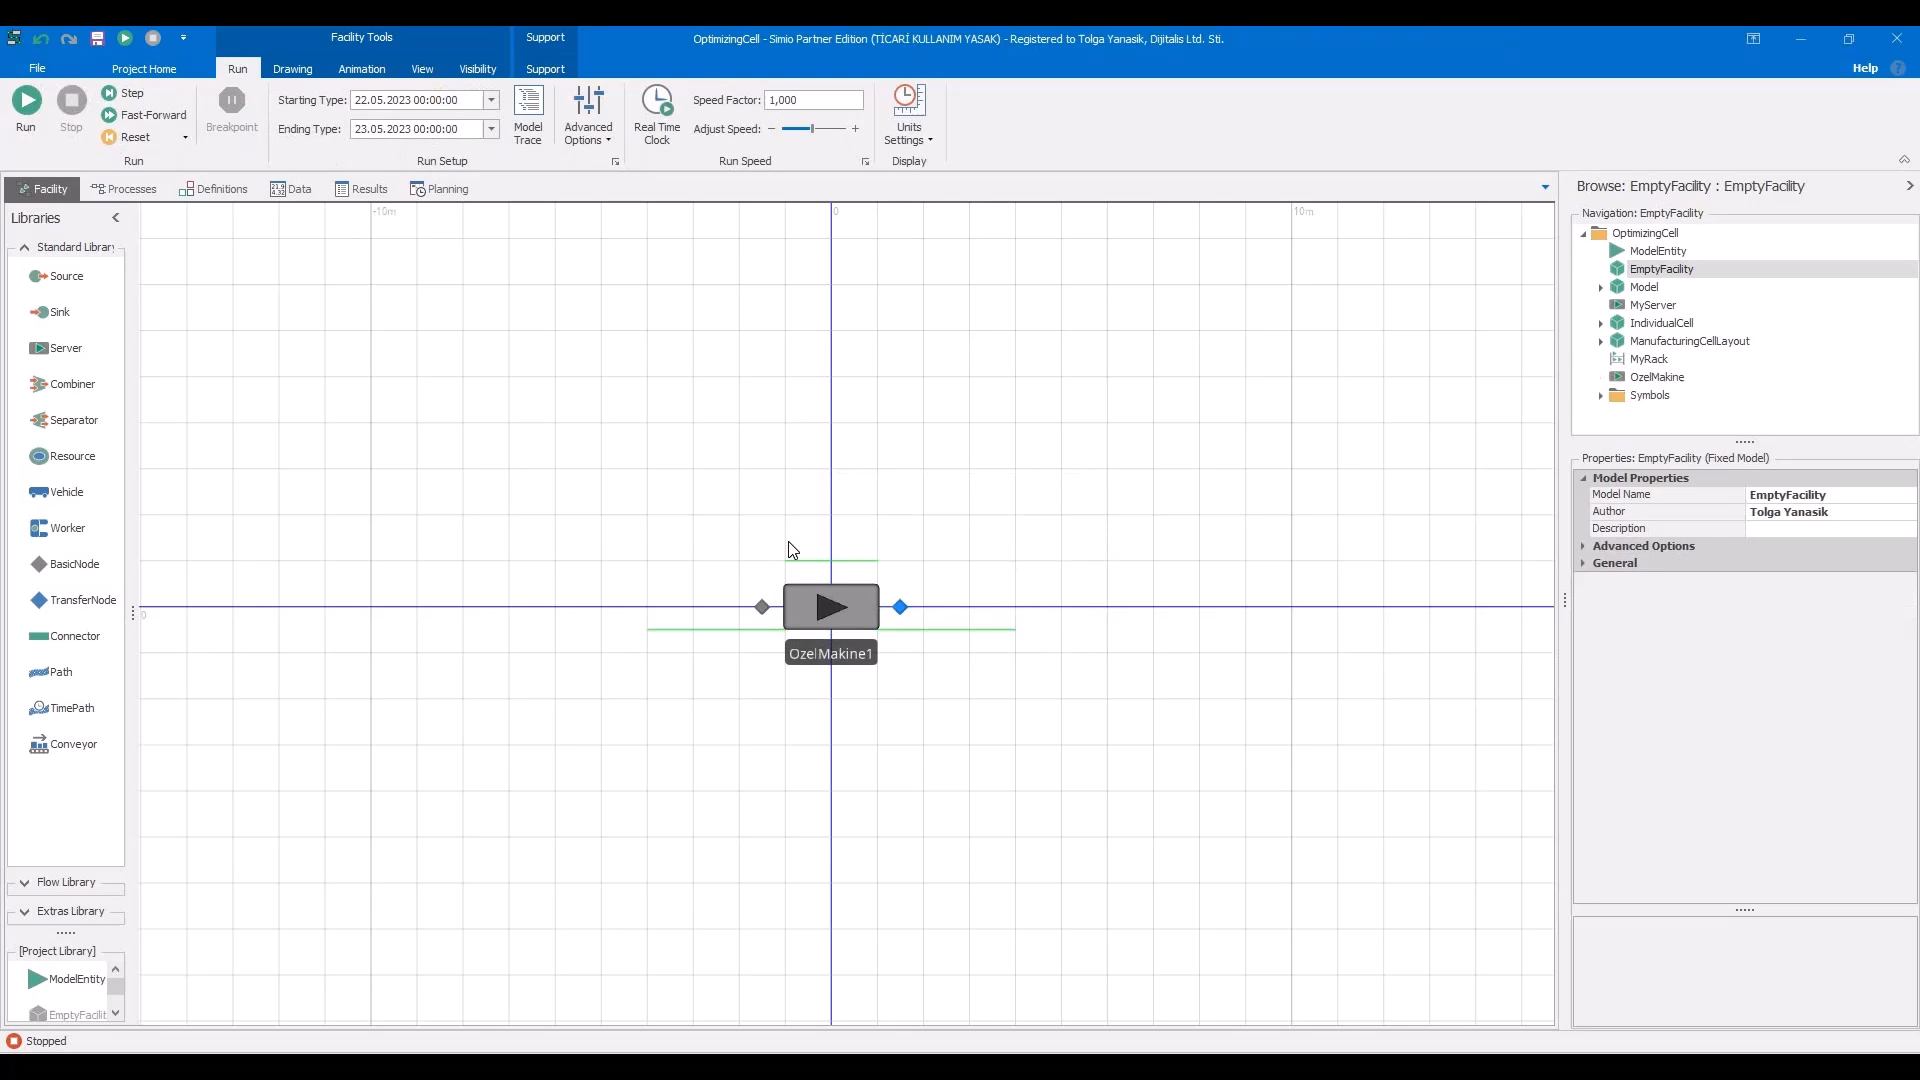 Facility Tools
Support
OptimizingCell - Simio Partner Edition (TİCARİ KULLANIM YASAK) - Registered to Tolga Yanasik, Dijitalis Ltd. Sti.
File
Project Home
Run
Drawing
Animation
View
Visibility
Support
Help
Run
Stop
Step
Fast-Forward
Reset
Breakpoint
Starting Type: 22.05.2023 00:00:00
Ending Type: 23.05.2023 00:00:00
Model Trace
Advanced Options
Real Time Clock
Speed Factor: 1,000
Adjust Speed: − +
Units Settings
Run
Run Setup
Run Speed
Display
Facility
Processes
Definitions
Data
Results
Planning
Libraries
Standard Library
Source
Sink
Server
Combiner
Separator
Resource
Vehicle
Worker
BasicNode
TransferNode
Connector
Path
TimePath
Conveyor
Flow Library
Extras Library
[Project Library]
ModelEntity
EmptyFacilit
-10m
0
10m
0
OzelMakine1
Browse: EmptyFacility : EmptyFacility
Navigation: EmptyFacility
OptimizingCell
ModelEntity
EmptyFacility
Model
MyServer
IndividualCell
ManufacturingCellLayout
MyRack
OzelMakine
Symbols
Properties: EmptyFacility (Fixed Model)
Model Properties
Model Name EmptyFacility
Author Tolga Yanasik
Description
Advanced Options
General
Stopped